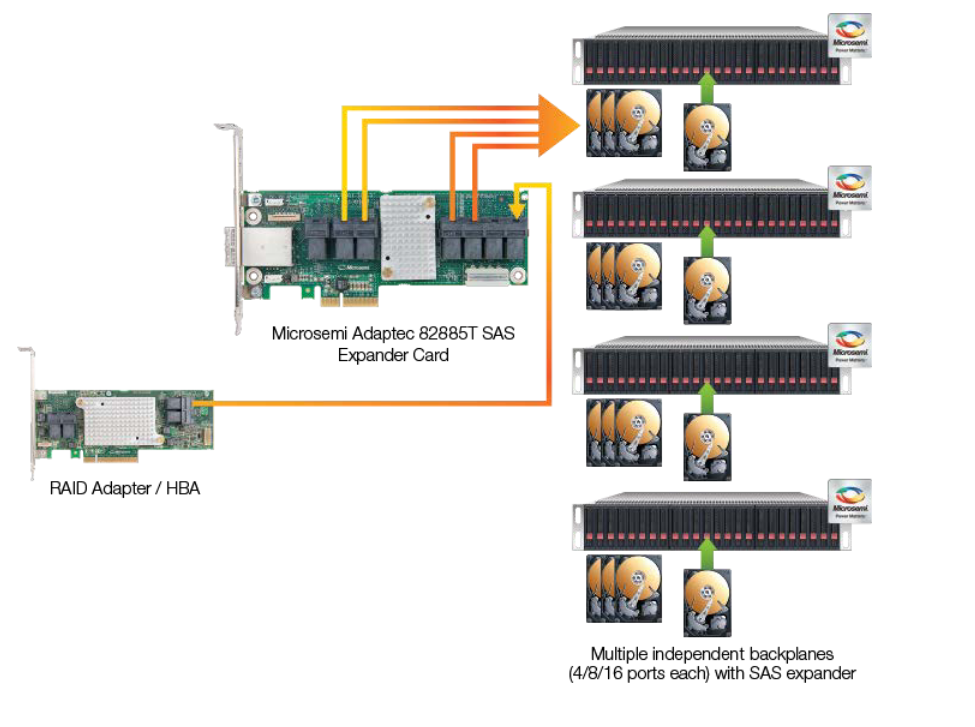 Microsemi
Power Matters.
Microsemi
Microsemi Adaptec 82885T SAS
Expander Card
Microsemi
Power Matters.
RAID Adapter / HBA
Microsemi
Power Matters.
Microsemi
Power Matters.
Multiple independent backplanes
(4/8/16 ports each) with SAS expander